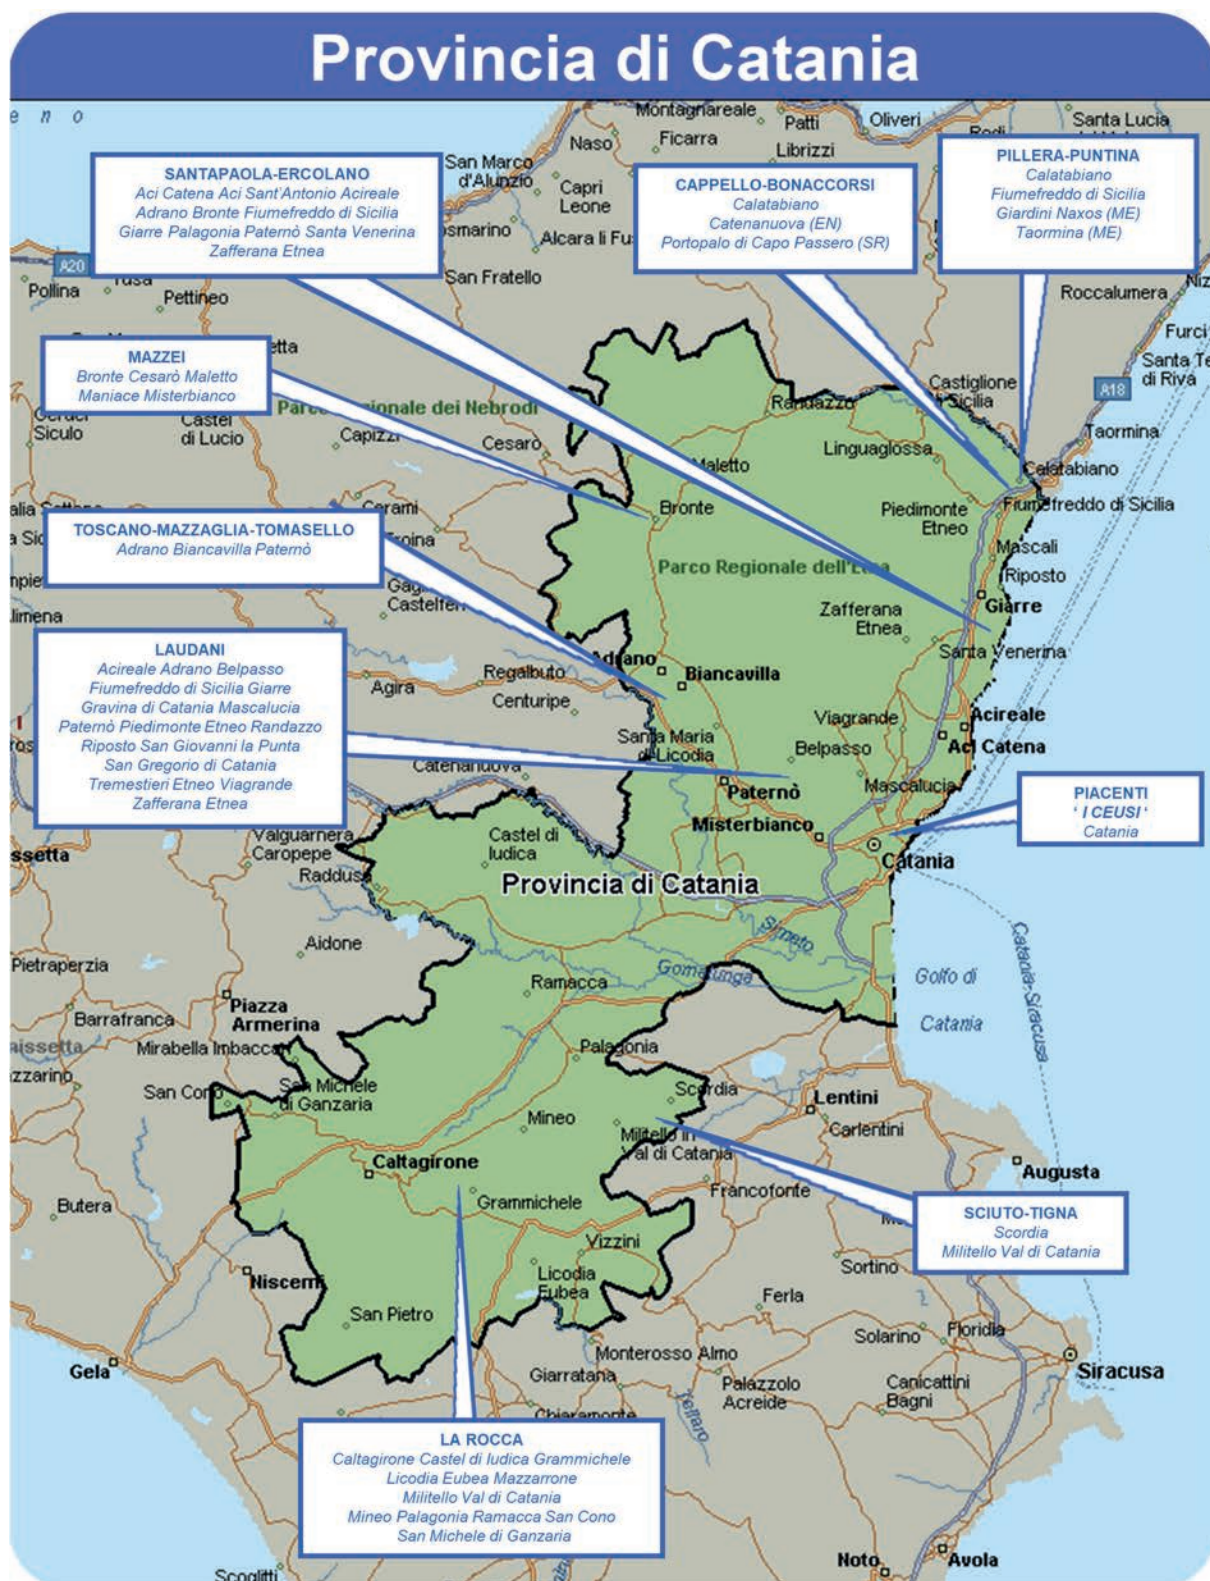 Provincia di Catania
e n o
Montagnareale
Patti
Oliveri
Santa Lucia
Naso
Ficarra
Librizzi
San Marco
d'Alunzio
Capri
Leone
Alcara li Fu
San Fratello
SANTAPAOLA-ERCOLANO
Aci Catena Aci Sant'Antonio Acireale
Adrano Bronte Fiumefreddo di Sicilia
Giarre Palagonia Paternò Santa Venerina
Zafferana Etnea
CAPPELLO-BONACCORSI
Calatabiano
Catenanuova (EN)
Portopalo di Capo Passero (SR)
PILLERA-PUNTINA
Calatabiano
Fiumefreddo di Sicilia
Giardini Naxos (ME)
Taormina (ME)
A20
Pollina
Pettineo
Roccalumera
Furci
Santa Te
di Riva
A18
Taormina
MAZZEI
Bronte Cesarò Maletto
Maniace Misterbianco
Parco Regionale dei Nebrodi
Siculo
Castel
di Lucio
Capizzi
Cesarò
Randazzo
Castiglione
di Sicilia
Linguaglossa
Maletto
Calatabiano
Bronte
Piedimonte
Etneo
Fiumefreddo di Sicilia
Mascali
Riposto
Giarre
Parco Regionale dell'Etna
Zafferana
Etnea
Santa Venerina
Cerami
Troina
TOSCANO-MAZZAGLIA-TOMASELLO
Adrano Biancavilla Paternò
Castelfer
LAUDANI
Acireale Adrano Belpasso
Fiumefreddo di Sicilia Giarre
Gravina di Catania Mascalucia
Paternò Piedimonte Etneo Randazzo
Riposto San Giovanni la Punta
San Gregorio di Catania
Tremestieri Etneo Viagrande
Zafferana Etnea
Agira
Regalbuto
Centuripe
Adrano
Biancavilla
Santa Maria
di Licodia
Viagrande
Acireale
Aci Catena
Belpasso
Mascalucia
Catenanuova
Paternò
Misterbianco
Catania
PIACENTI
' I CEUSI '
Catania
Valguarnera
Caropepe
Raddusa
Castel di
Iudica
Provincia di Catania
Simeto
Gornalunga
Golfo di
Catania
Catania-Siracusa
Aidone
Pietraperzia
Barrafranca
Piazza
Armerina
Ramacca
Mirabella Imbaccari
San Cono
San Michele
di Ganzaria
Palagonia
Scordia
Mineo
Militello in
Val di Catania
Lentini
Carlentini
Augusta
Caltagirone
Grammichele
Francofonte
Butera
Niscemi
Vizzini
Licodia
Eubea
San Pietro
SCIUTO-TIGNA
Scordia
Militello Val di Catania
Sortino
Ferla
Solarino
Floridia
Siracusa
Gela
Monterosso Almo
Giarratana
Palazzolo
Acreide
Canicattini
Bagni
Tellaro
Chiaramonte
LA ROCCA
Caltagirone Castel di Iudica Grammichele
Licodia Eubea Mazzarrone
Militello Val di Catania
Mineo Palagonia Ramacca San Cono
San Michele di Ganzaria
Scoglitti
Noto
Avola